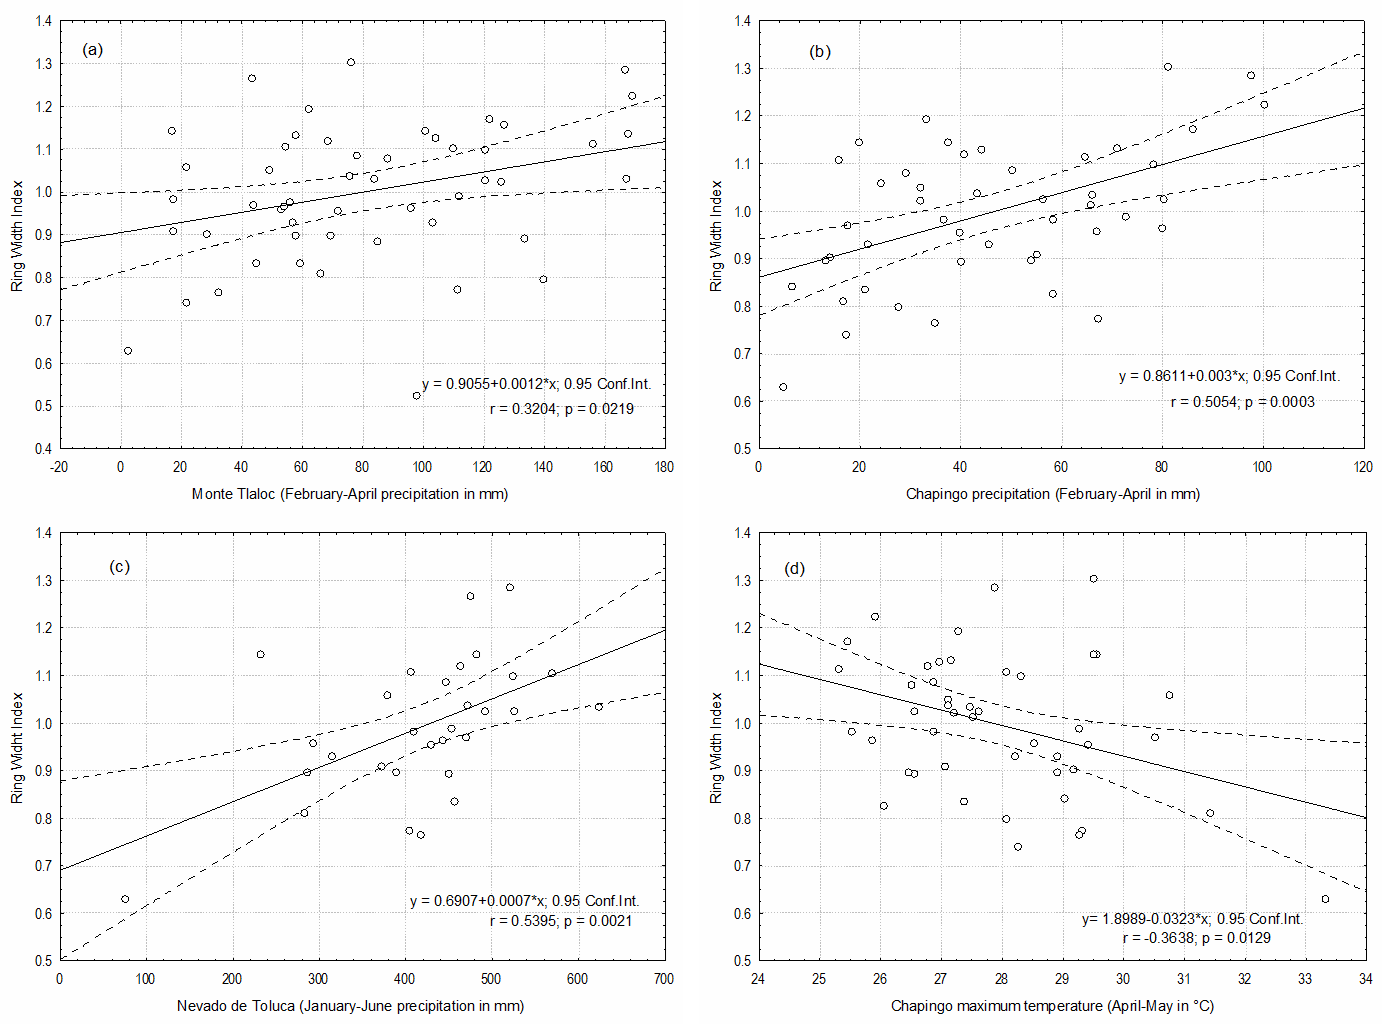 (a)
1.4
1.3
1.2
1.1
1.0
0.9
0.8
0.7
0.6
0.5
0.4
Ring Width Index
y = 0.9055+0.0012*x; 0.95 Conf.Int.
r = 0.3204; p = 0.0219
-20 0 20 40 60 80 100 120 140 160 180
Monte Tlaloc (February-April precipitation in mm)
(b)
1.4
1.3
1.2
1.1
1.0
0.9
0.8
0.7
0.6
0.5
Ring Width Index
y = 0.8611+0.003*x; 0.95 Conf.Int.
r = 0.5054; p = 0.0003
0 20 40 60 80 100 120
Chapingo precipitation (February-April in mm)
(c)
1.4
1.3
1.2
1.1
1.0
0.9
0.8
0.7
0.6
0.5
Ring Widht Index
y = 0.6907+0.0007*x; 0.95 Conf.Int.
r = 0.5395; p = 0.0021
0 100 200 300 400 500 600 700
Nevado de Toluca (January-June precipitation in mm)
(d)
1.4
1.3
1.2
1.1
1.0
0.9
0.8
0.7
0.6
0.5
Ring Width Index
y= 1.8989-0.0323*x; 0.95 Conf.Int.
r = -0.3638; p = 0.0129
24 25 26 27 28 29 30 31 32 33 34
Chapingo maximum temperature (April-May in °C)